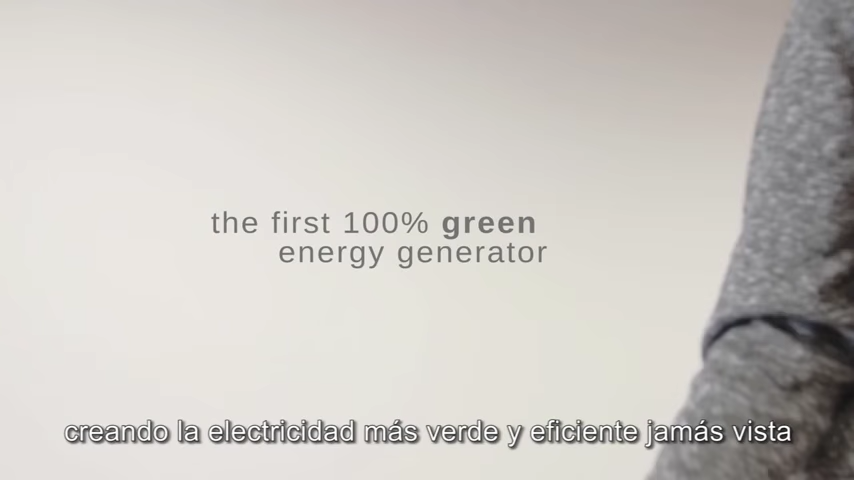 the first 100% green
energy generator
creando la electricidad más verde y eficiente jamás vista